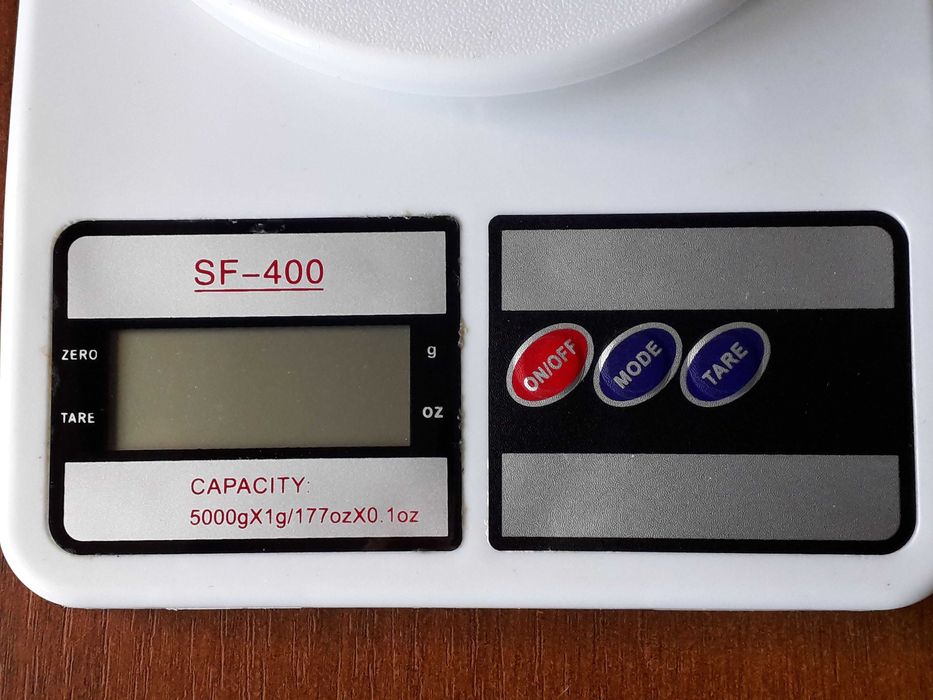 SF-400
ZERO
g
TARE
oz
CAPACITY:
5000gX1g/177ozX0.1oz
ON/OFF
MODE
TARE